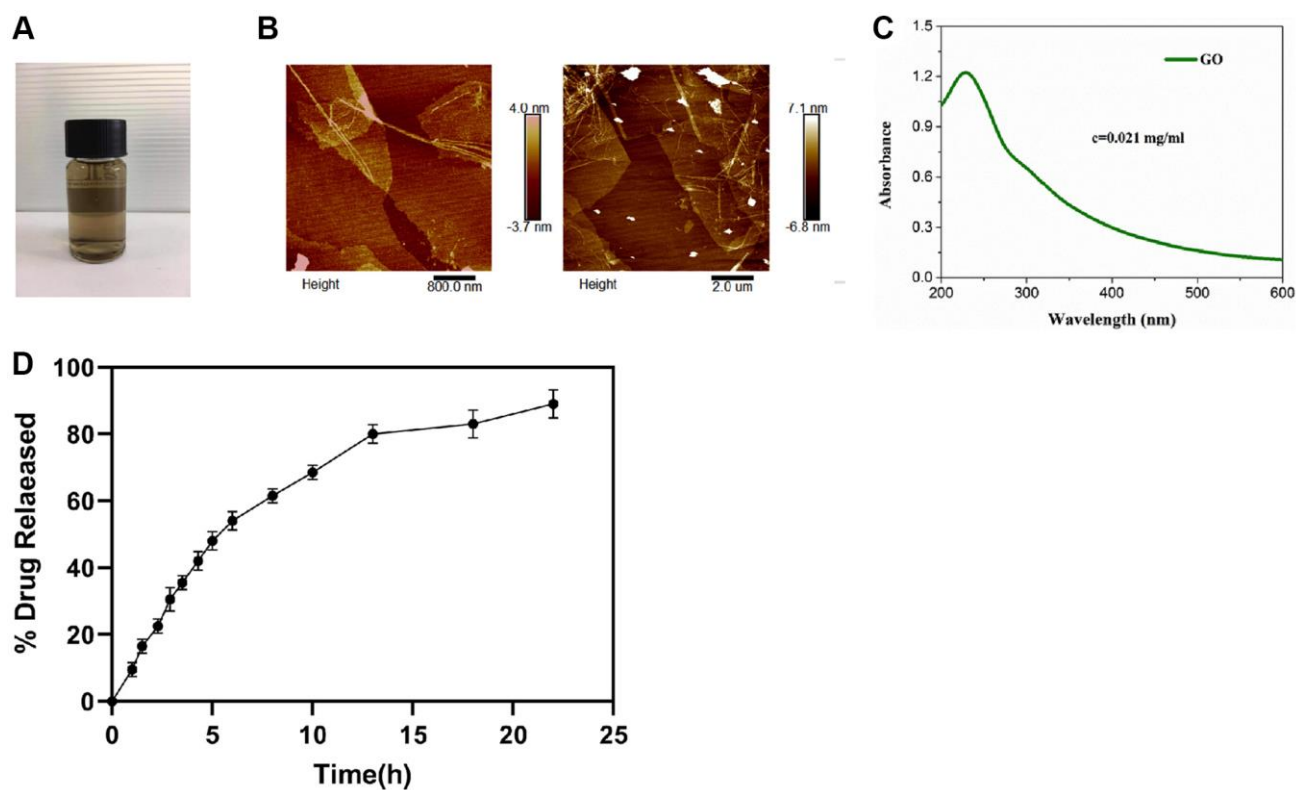 A
B
C
4.0 nm
-3.7 nm
Height
800.0 nm
7.1 nm
-6.8 nm
Height
2.0 um
1.5
1.2
0.9
0.6
0.3
0.0
Absorbance
GO
c=0.021 mg/ml
200
300
400
500
600
Wavelength (nm)
D
100
80
60
40
20
0
% Drug Relaeased
0
5
10
15
20
25
Time(h)